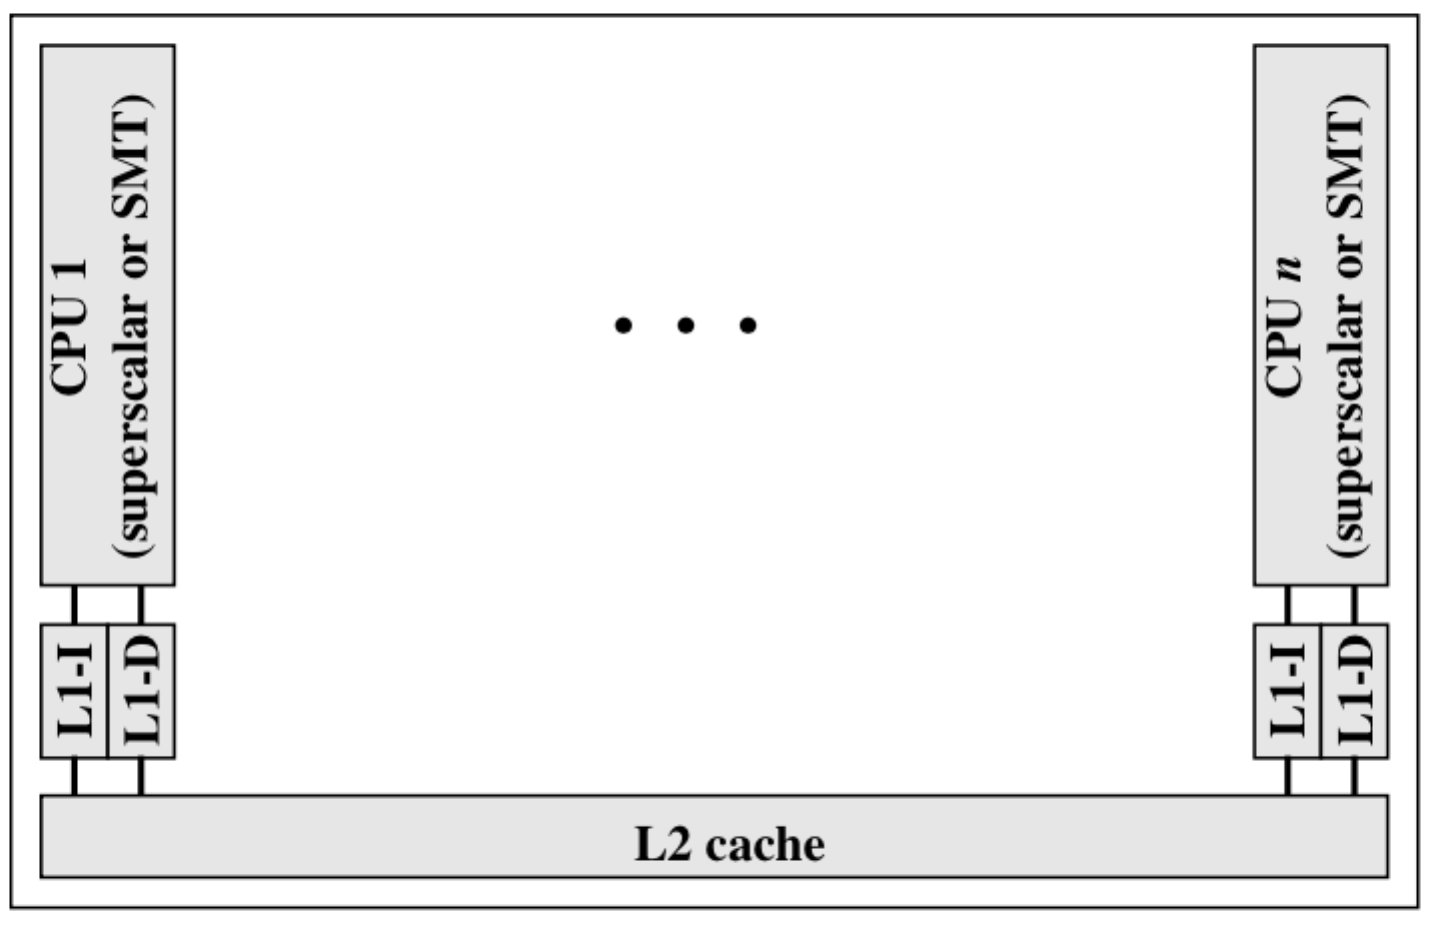 CPU 1
(superscalar or SMT)
CPU n
(superscalar or SMT)
L1-I
L1-D
L1-I
L1-D
L2 cache